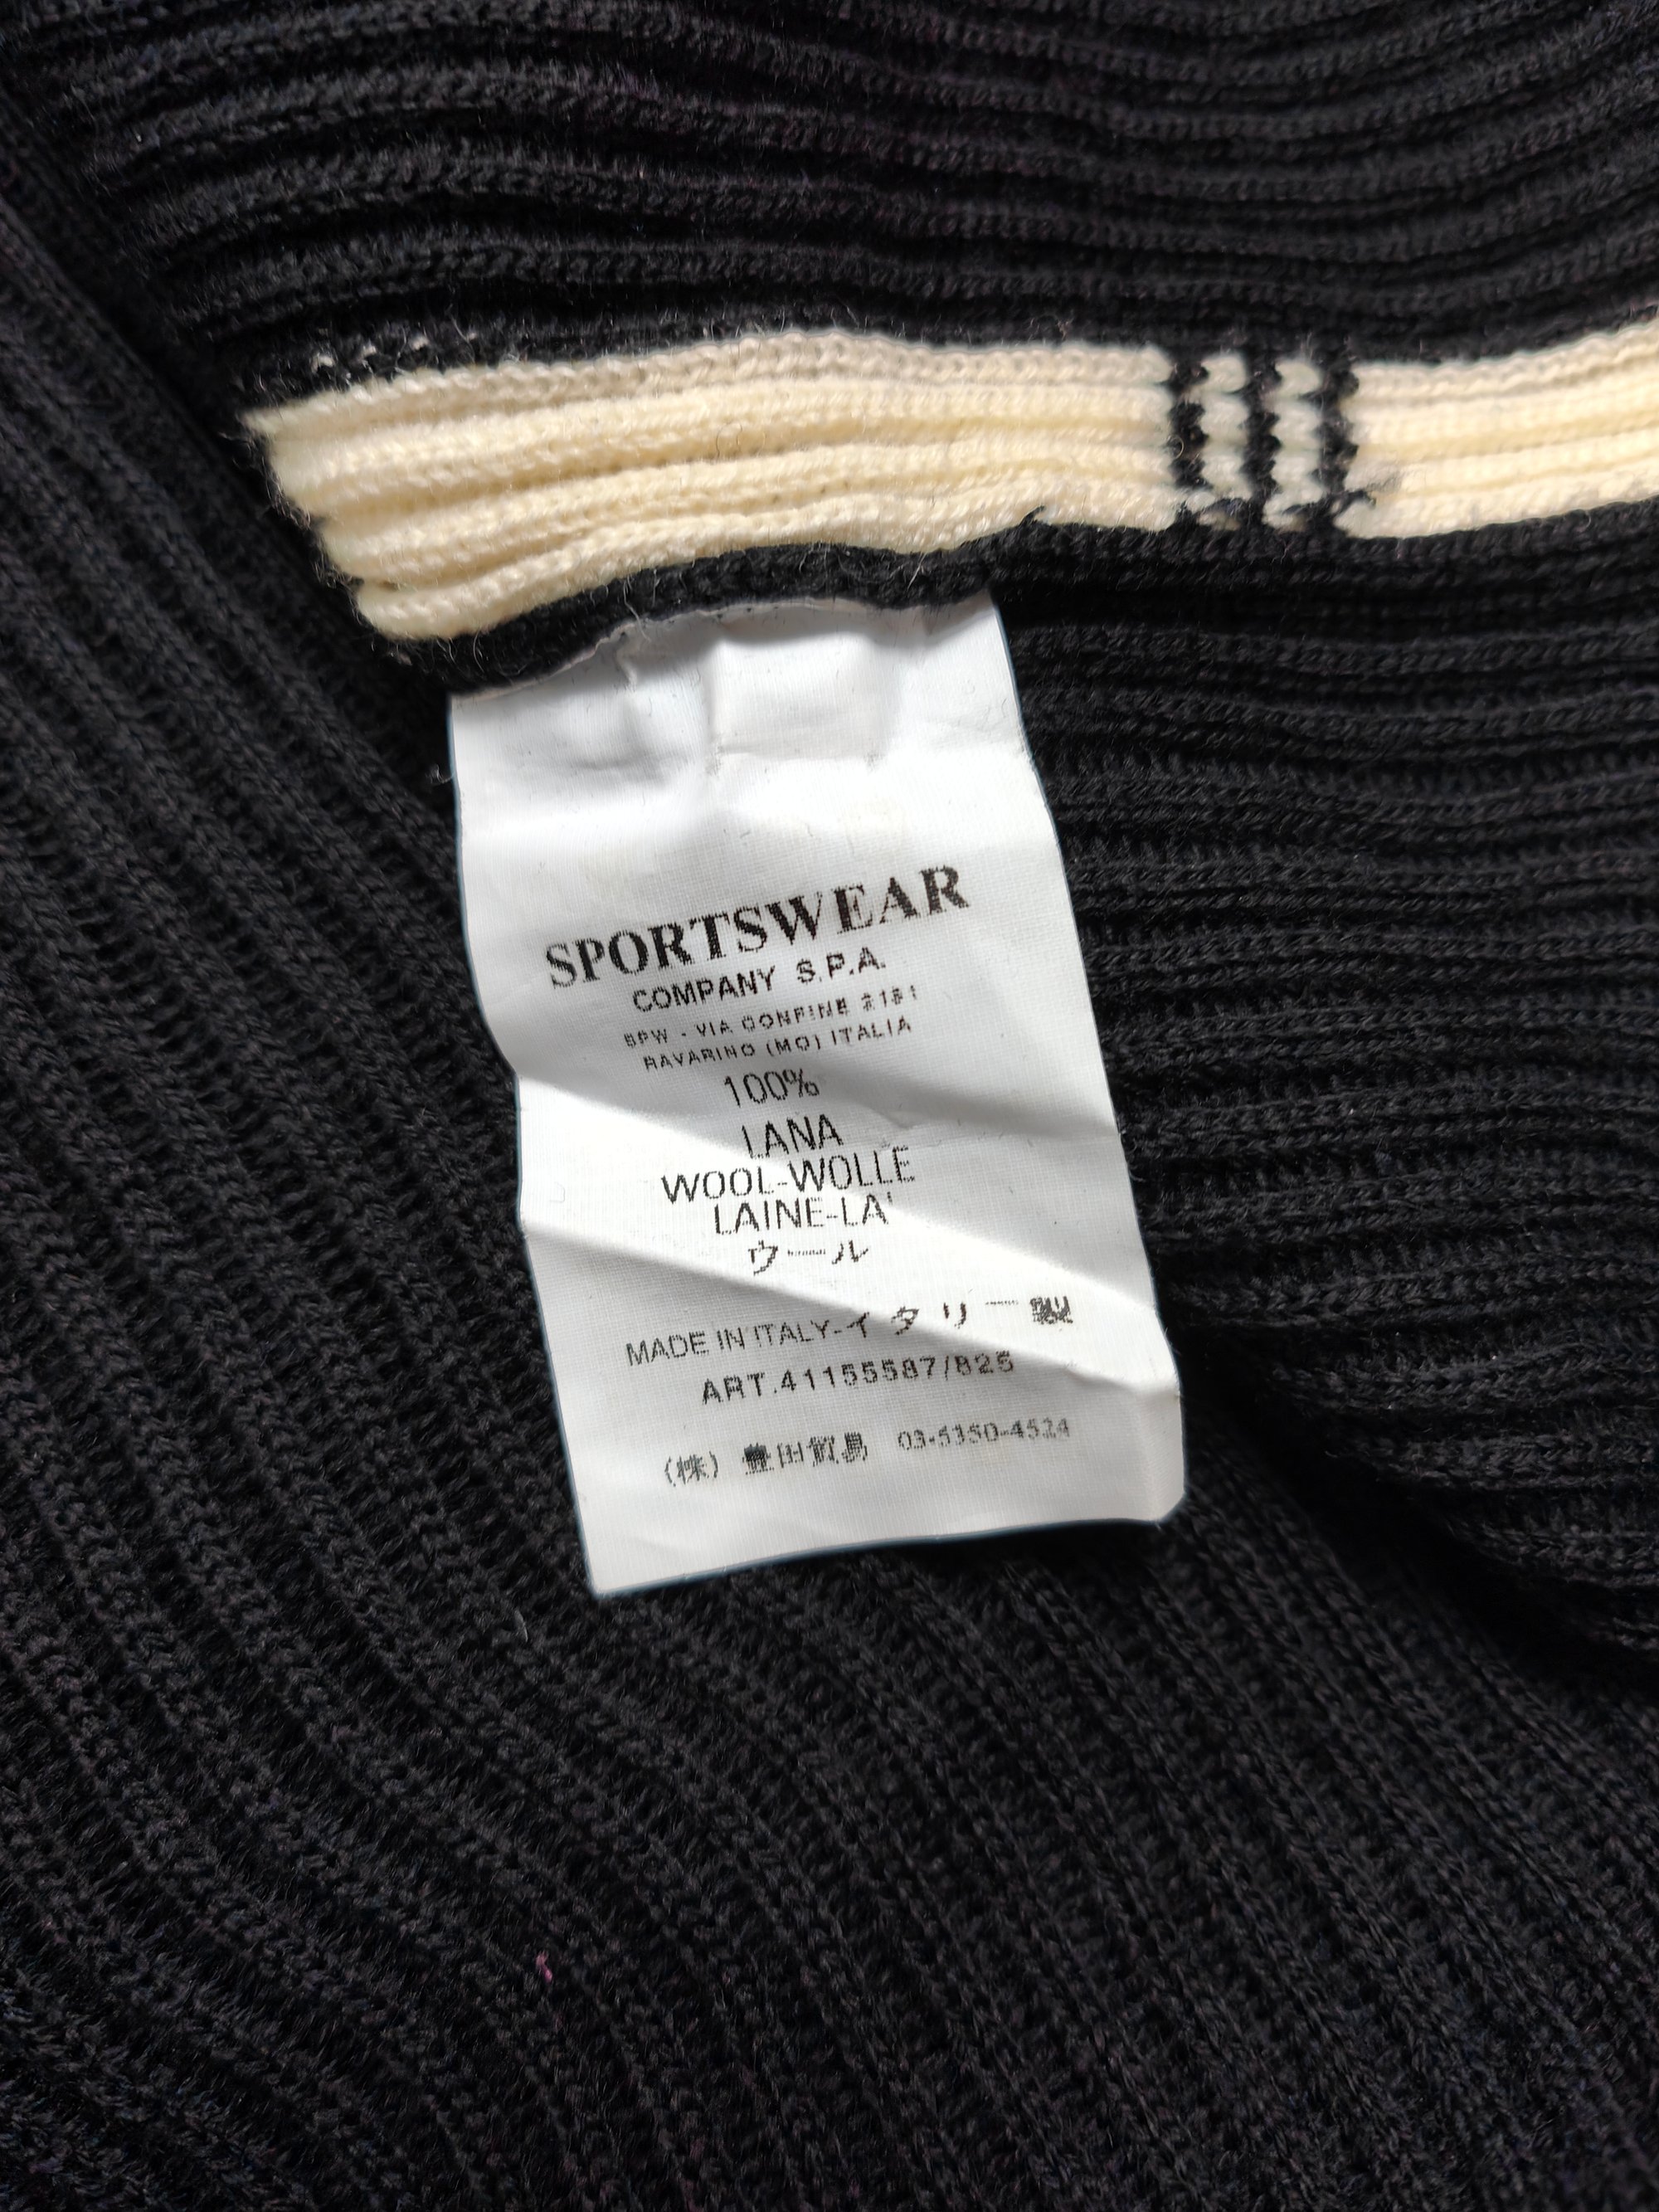 SPORTSWEAR
COMPANY S.P.A.
SPW - VIA CONFINE 2161
RAVARINO (MO) ITALIA
100%
LANA
WOOL-WOLLE
LAINE-LA'
ウール
MADE IN ITALY-イタリー製
ART.41155587/825
(株) 豊田貿易 03-5350-4524